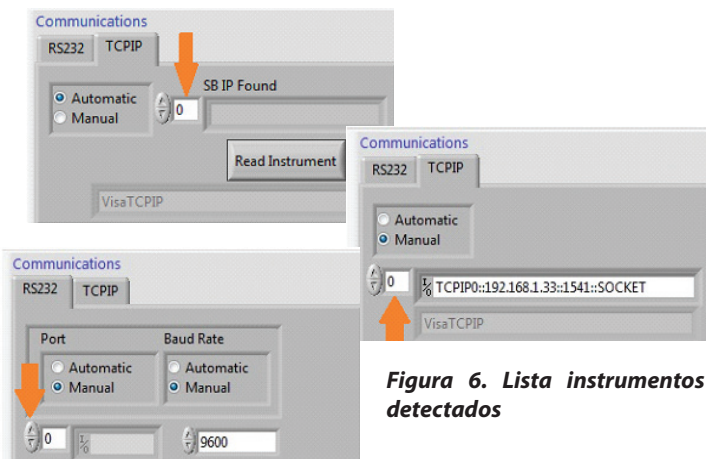 Communications
RS232 TCPIP
Automatic
Manual
0
SB IP Found
Read Instrument
VisaTCPIP
Communications
RS232 TCPIP
Automatic
Manual
0 I/O TCPIP0::192.168.1.33::1541::SOCKET
VisaTCPIP
Communications
RS232 TCPIP
Port Baud Rate
Automatic Automatic
Manual Manual
0 I/O 9600
Figura 6. Lista instrumentos
detectados